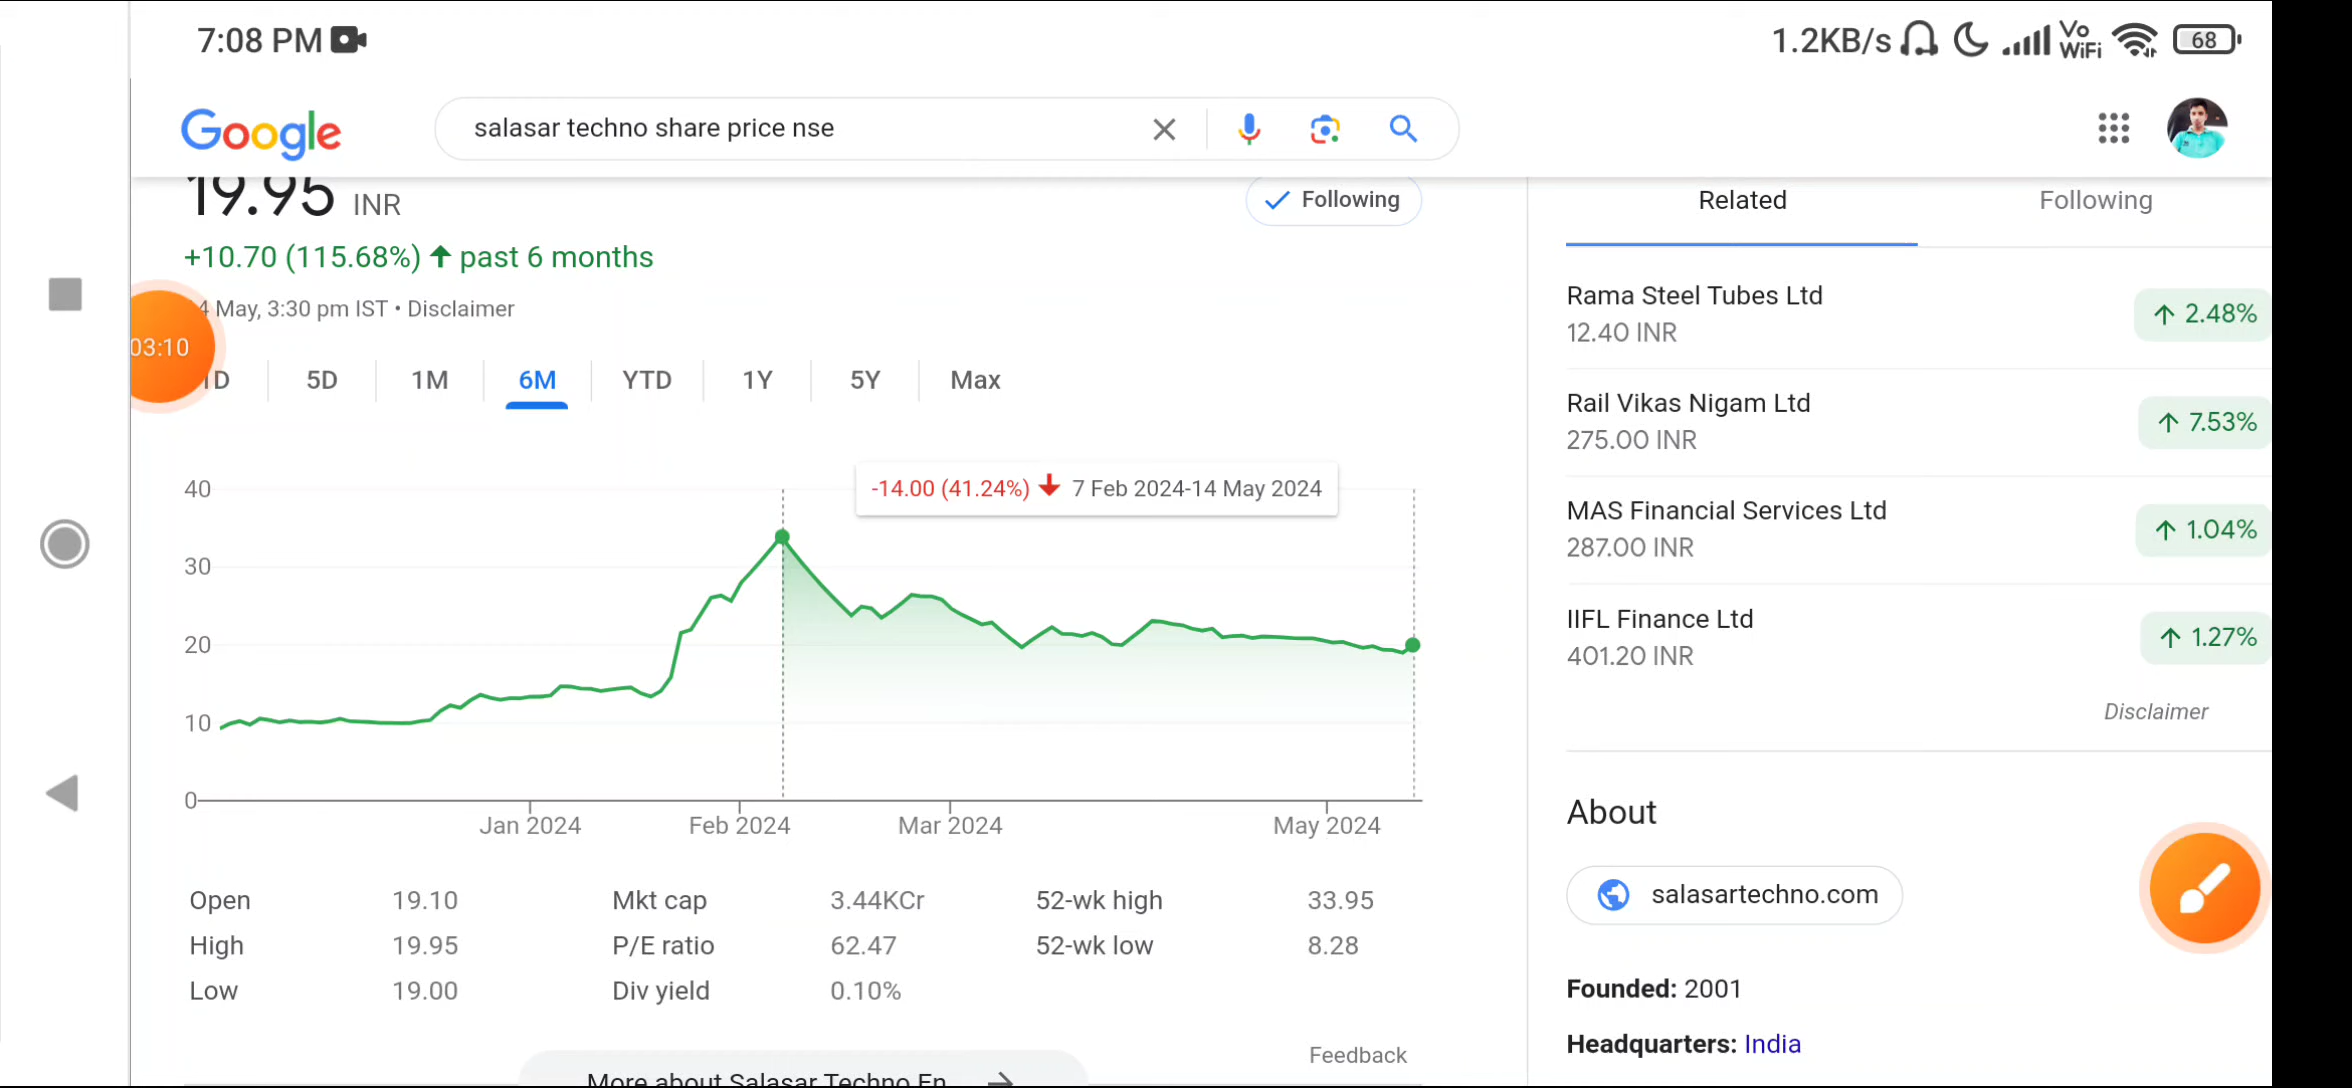 7:08 PM
1.2KB/s Vo WiFi 68
Google
salasar techno share price nse
19.95 INR
Following
+10.70 (115.68%) past 6 months
4 May, 3:30 pm IST • Disclaimer
03:10
1D 5D 1M 6M YTD 1Y 5Y Max
-14.00 (41.24%) 7 Feb 2024-14 May 2024
40
30
20
10
0
Jan 2024 Feb 2024 Mar 2024 May 2024
Open 19.10 Mkt cap 3.44KCr 52-wk high 33.95
High 19.95 P/E ratio 62.47 52-wk low 8.28
Low 19.00 Div yield 0.10%
Feedback
More about Salasar Techno En
Related Following
Rama Steel Tubes Ltd
12.40 INR
2.48%
Rail Vikas Nigam Ltd
275.00 INR
7.53%
MAS Financial Services Ltd
287.00 INR
1.04%
IIFL Finance Ltd
401.20 INR
1.27%
Disclaimer
About
salasartechno.com
Founded: 2001
Headquarters: India